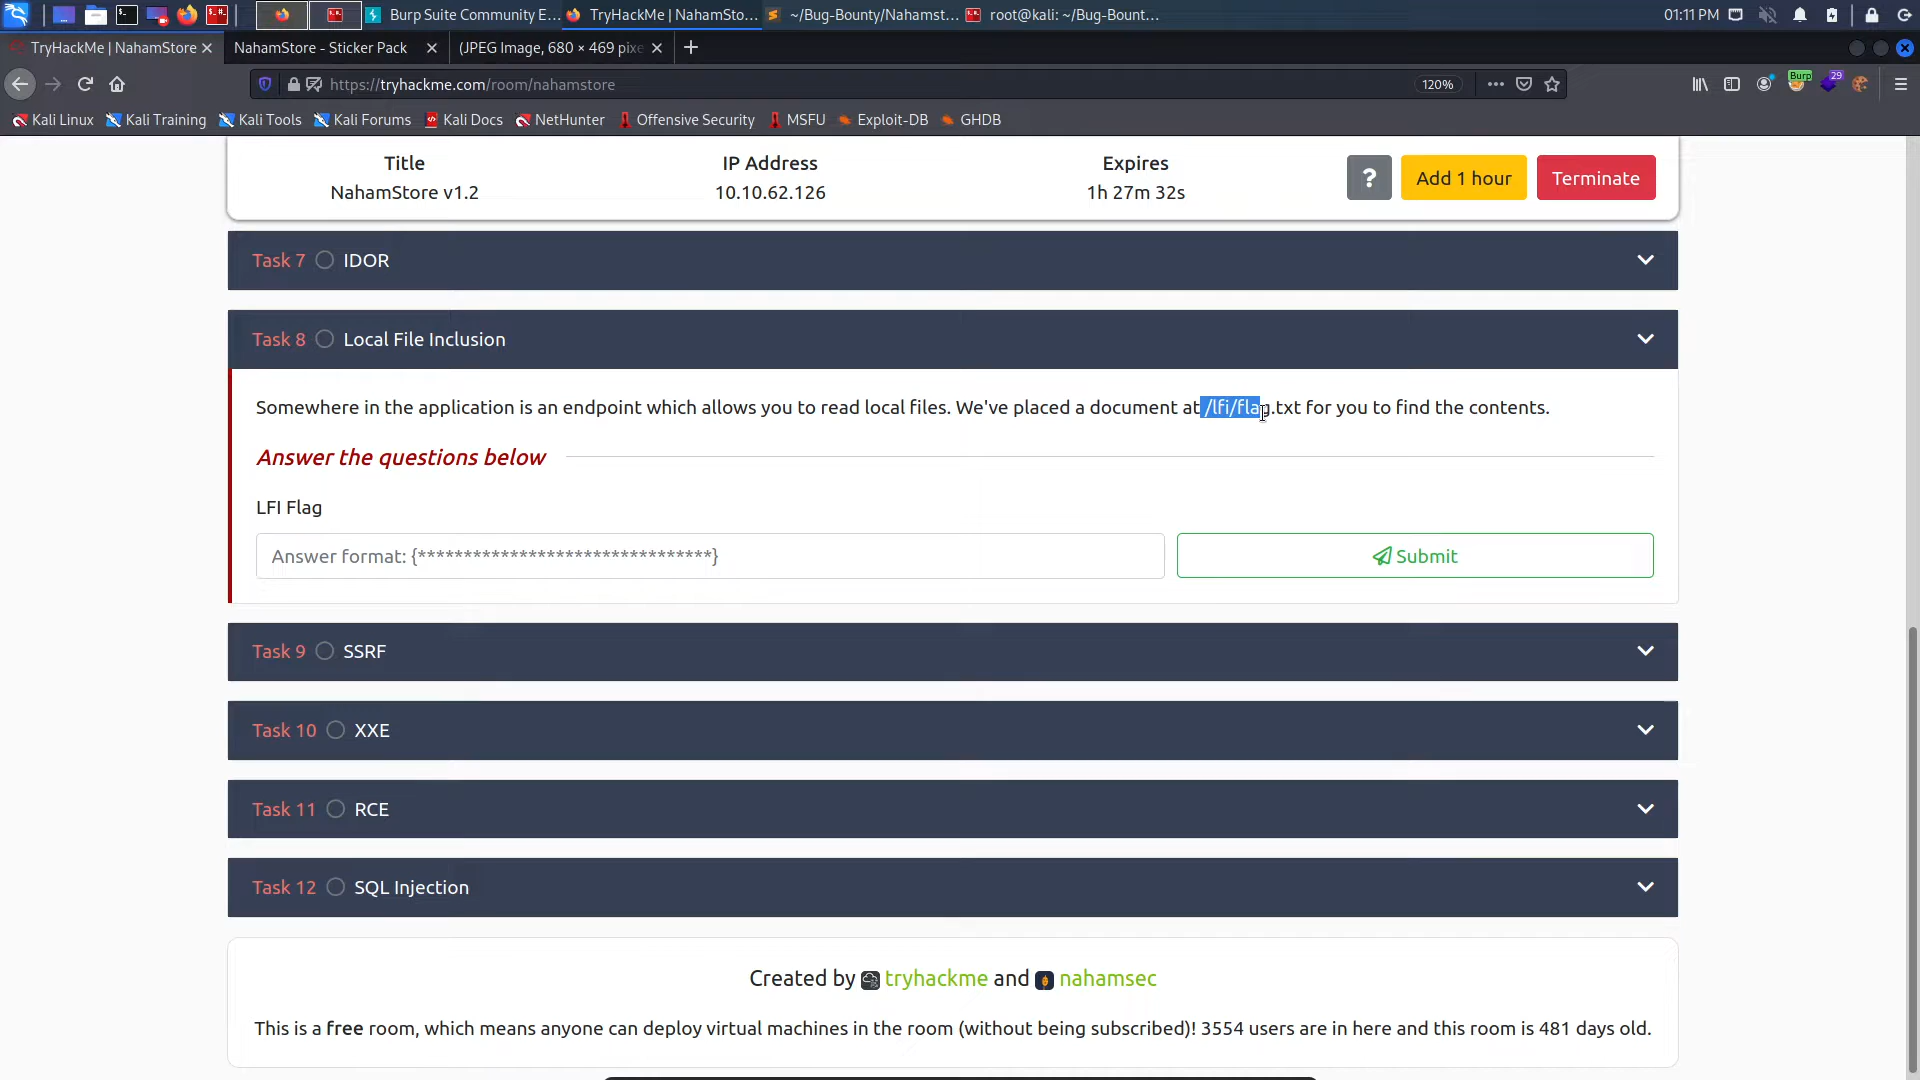 Burp Suite Community E...
TryHackMe | NahamSto...
~/Bug-Bounty/Nahamst...
root@kali: ~/Bug-Bount...
01:11 PM
TryHackMe | NahamStore
NahamStore - Sticker Pack
(JPEG Image, 680 × 469 pixe
https://tryhackme.com/room/nahamstore
120%
Burp
29
Kali Linux
Kali Training
Kali Tools
Kali Forums
Kali Docs
NetHunter
Offensive Security
MSFU
Exploit-DB
GHDB
Title
IP Address
Expires
NahamStore v1.2
10.10.62.126
1h 27m 32s
?
Add 1 hour
Terminate
Task 7 IDOR
Task 8 Local File Inclusion
Somewhere in the application is an endpoint which allows you to read local files. We've placed a document at /lfi/flag.txt for you to find the contents.
Answer the questions below
LFI Flag
Answer format: {********************************}
Submit
Task 9 SSRF
Task 10 XXE
Task 11 RCE
Task 12 SQL Injection
Created by tryhackme and nahamsec
This is a free room, which means anyone can deploy virtual machines in the room (without being subscribed)! 3554 users are in here and this room is 481 days old.